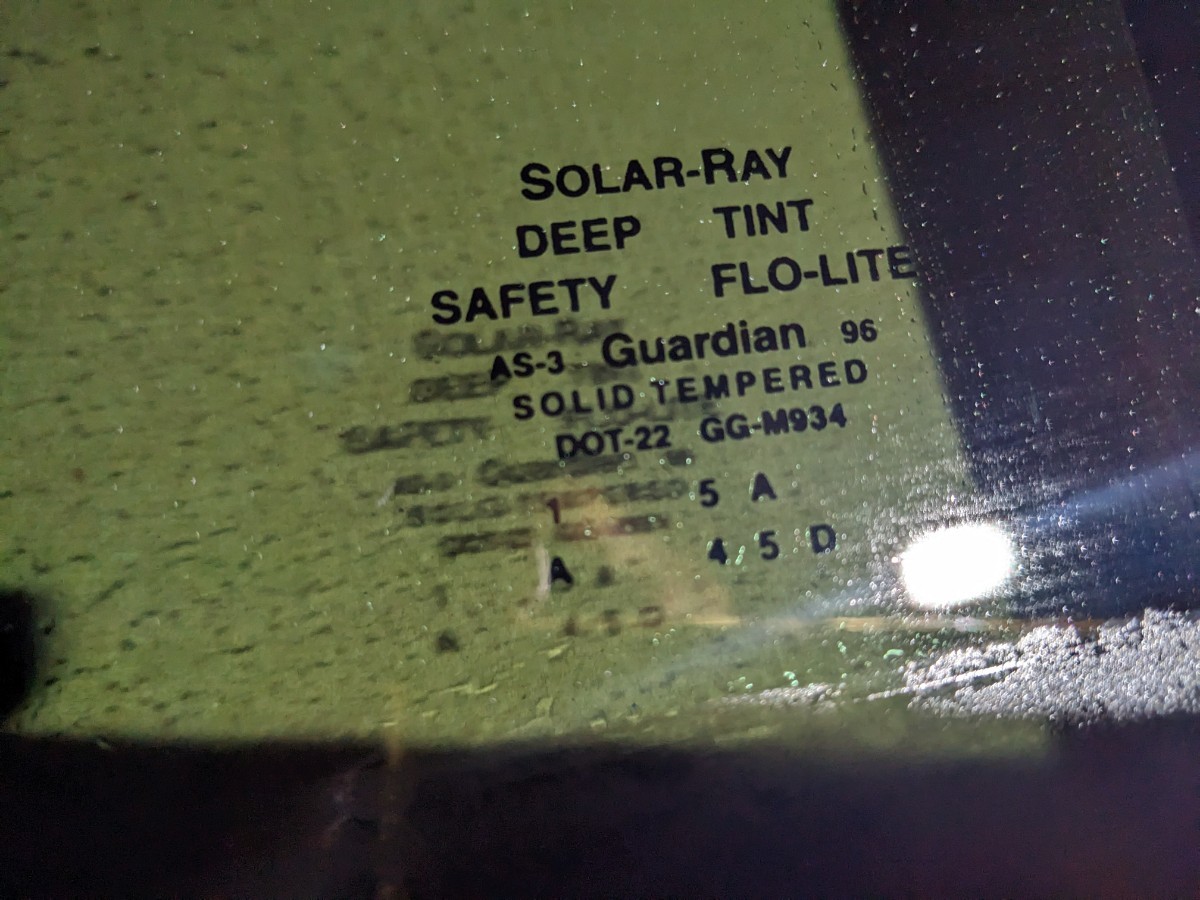 SOLAR-RAY
DEEP TINT
SAFETY FLO-LITE
AS-3 Guardian 96
SOLID TEMPERED
DOT-22 GG-M934
1 5 A
A 4 5 D